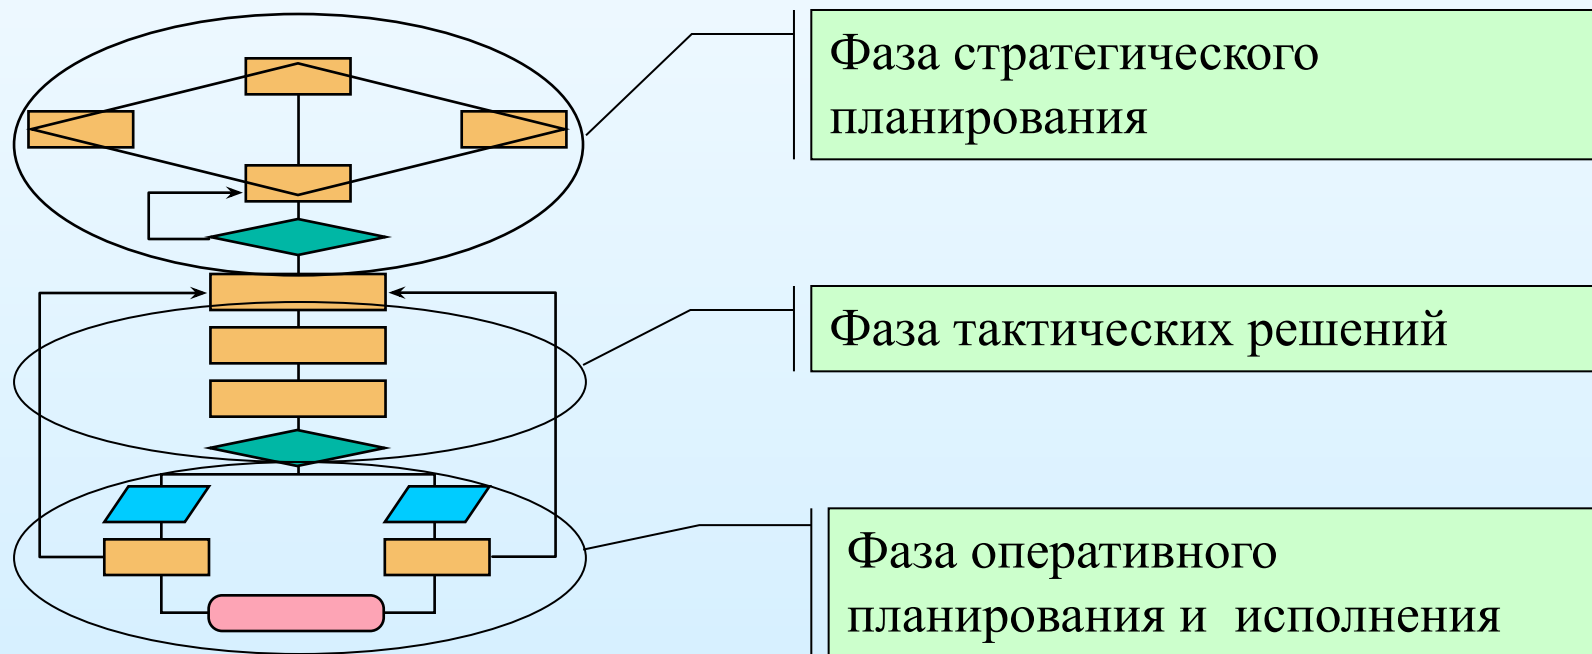 Фаза стратегического
планирования
Фаза тактических решений
Фаза оперативного
планирования и  исполнения